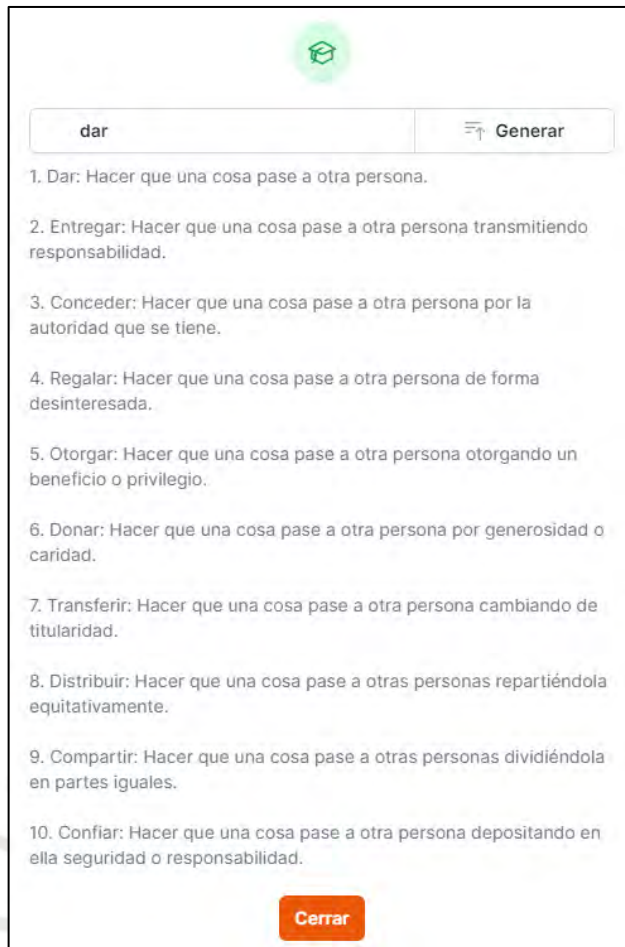 dar
Generar
1. Dar: Hacer que una cosa pase a otra persona.
2. Entregar: Hacer que una cosa pase a otra persona transmitiendo
responsabilidad.
3. Conceder: Hacer que una cosa pase a otra persona por la
autoridad que se tiene.
4. Regalar: Hacer que una cosa pase a otra persona de forma
desinteresada.
5. Otorgar: Hacer que una cosa pase a otra persona otorgando un
beneficio o privilegio.
6. Donar: Hacer que una cosa pase a otra persona por generosidad o
caridad.
7. Transferir: Hacer que una cosa pase a otra persona cambiando de
titularidad.
8. Distribuir: Hacer que una cosa pase a otras personas repartiéndola
equitativamente.
9. Compartir: Hacer que una cosa pase a otras personas dividiéndola
en partes iguales.
10. Confiar: Hacer que una cosa pase a otra persona depositando en
ella seguridad o responsabilidad.
Cerrar